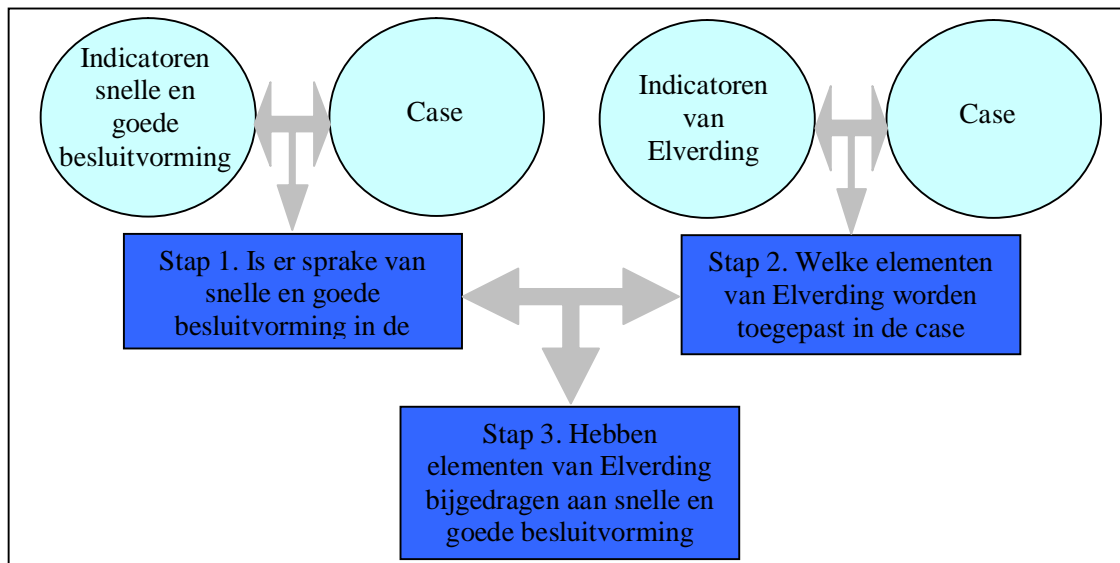 Indicatoren
snelle en
goede
besluitvorming
Case
Indicatoren
van
Elverding
Case
Stap 1. Is er sprake van
snelle en goede
besluitvorming in de
Stap 2. Welke elementen
van Elverding worden
toegepast in de case
Stap 3. Hebben
elementen van Elverding
bijgedragen aan snelle en
goede besluitvorming